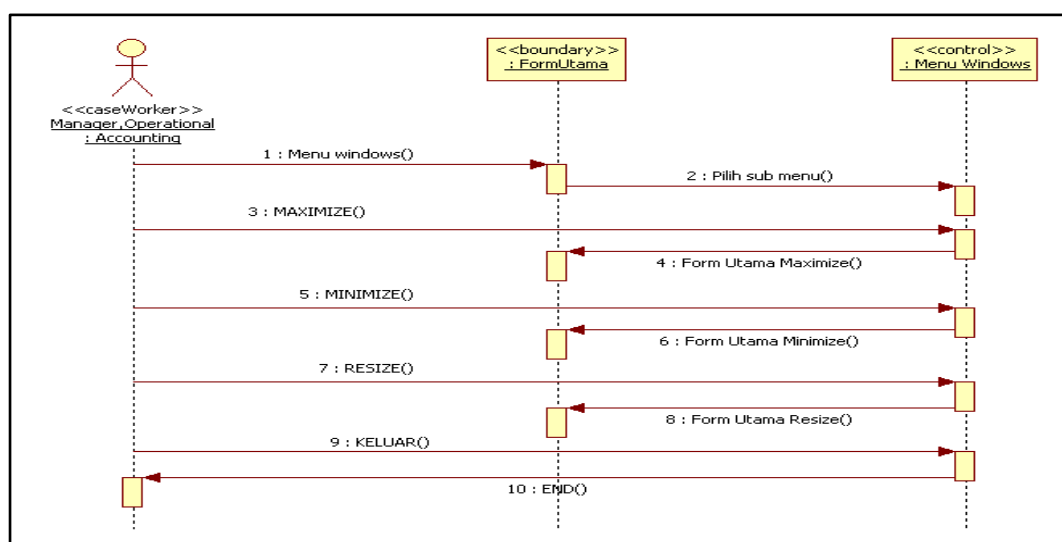 <<caseWorker>>
Manager,Operational
: Accounting
<<boundary>>
: FormUtama
<<control>>
: Menu Windows
1 : Menu windows()
2 : Pilih sub menu()
3 : MAXIMIZE()
4 : Form Utama Maximize()
5 : MINIMIZE()
6 : Form Utama Minimize()
7 : RESIZE()
8 : Form Utama Resize()
9 : KELUAR()
10 : END()